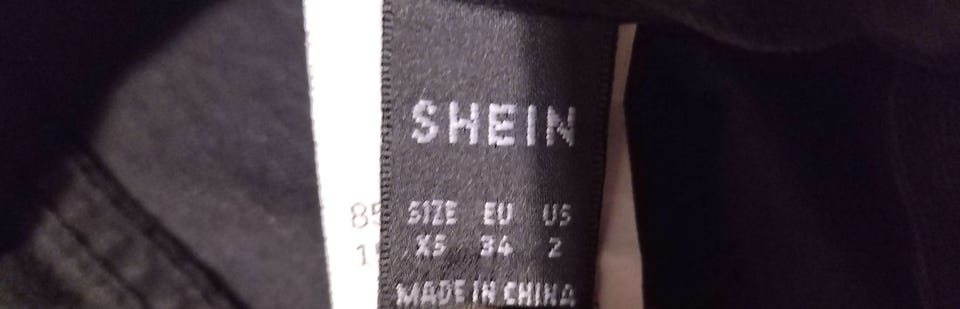 SHEIN
SIZE EU US
XS 34 2
MADE IN CHINA